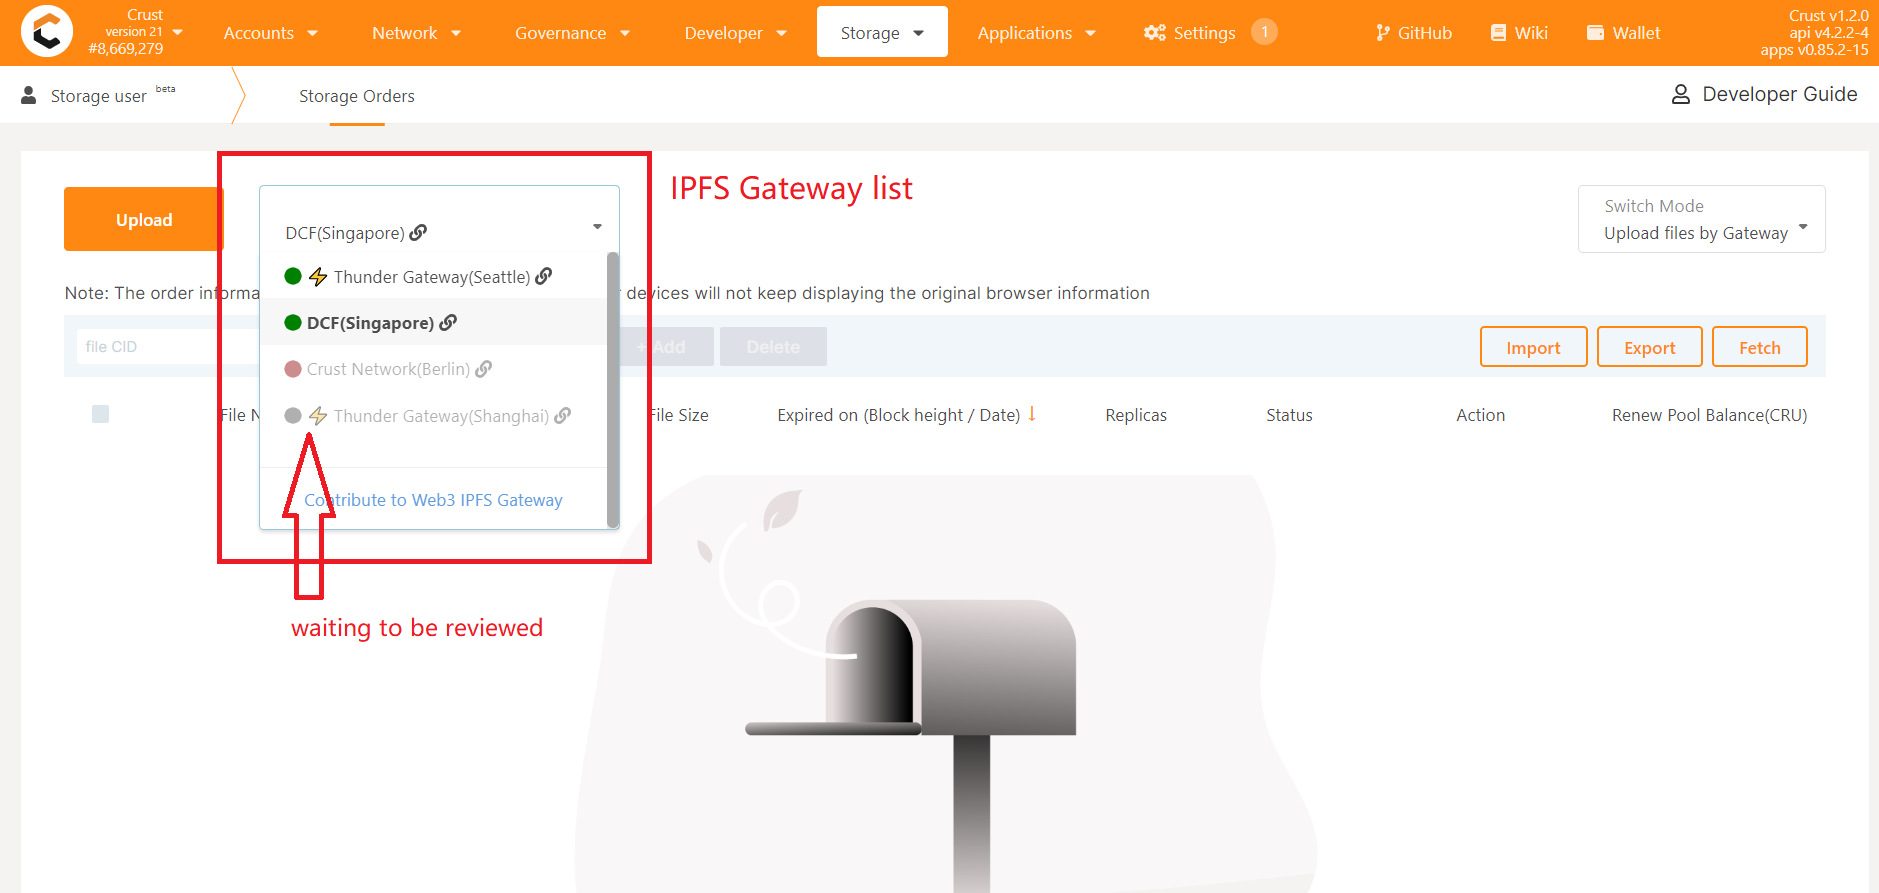 Crust
version 21
#8,669,279
Accounts
Network
Governance
Developer
Storage
Applications
Settings
1
GitHub
Wiki
Wallet
Crust v1.2.0
api v4.2.2-4
apps v0.85.2-15
Storage user beta
Storage Orders
Developer Guide
IPFS Gateway list
Upload
DCF(Singapore)
Switch Mode
Upload files by Gateway
Thunder Gateway(Seattle)
Note: The order informa
devices will not keep displaying the original browser information
DCF(Singapore)
file CID
+ Add
Delete
Import
Export
Fetch
Crust Network(Berlin)
Thunder Gateway(Shanghai)
File N
File Size
Expired on (Block height / Date)
Replicas
Status
Action
Renew Pool Balance(CRU)
Contribute to Web3 IPFS Gateway
waiting to be reviewed